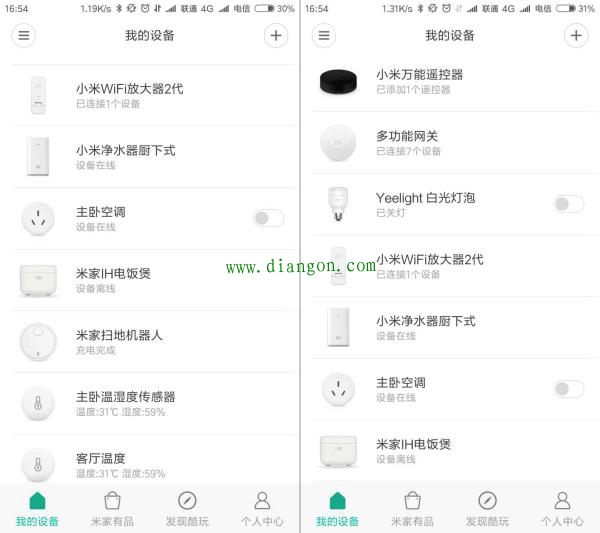 16:54
1.19K/s
联通 4G
电信
30%
我的设备
小米WiFi放大器2代
已连接1个设备
小米净水器厨下式
设备在线
主卧空调
设备在线
米家IH电饭煲
设备离线
米家扫地机器人
充电完成
主卧温湿度传感器
温度:31℃ 湿度:59%
客厅温度
温度:31℃ 湿度:59%
我的设备
米家有品
发现酷玩
个人中心
16:54
1.31K/s
联通 4G
电信
31%
我的设备
小米万能遥控器
已添加1个遥控器
多功能网关
已连接7个设备
Yeelight 白光灯泡
已关灯
小米WiFi放大器2代
已连接1个设备
小米净水器厨下式
设备在线
主卧空调
设备在线
米家IH电饭煲
设备离线
我的设备
米家有品
发现酷玩
个人中心
www.diangon.com